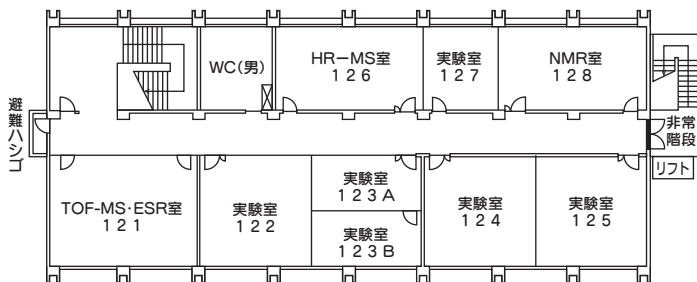 WC(男)
HR－MS室
126
実験室
127
NMR室
128
避難ハシゴ
非常
階段
リフト
TOF-MS･ESR室
121
実験室
122
実験室
123A
実験室
123B
実験室
124
実験室
125